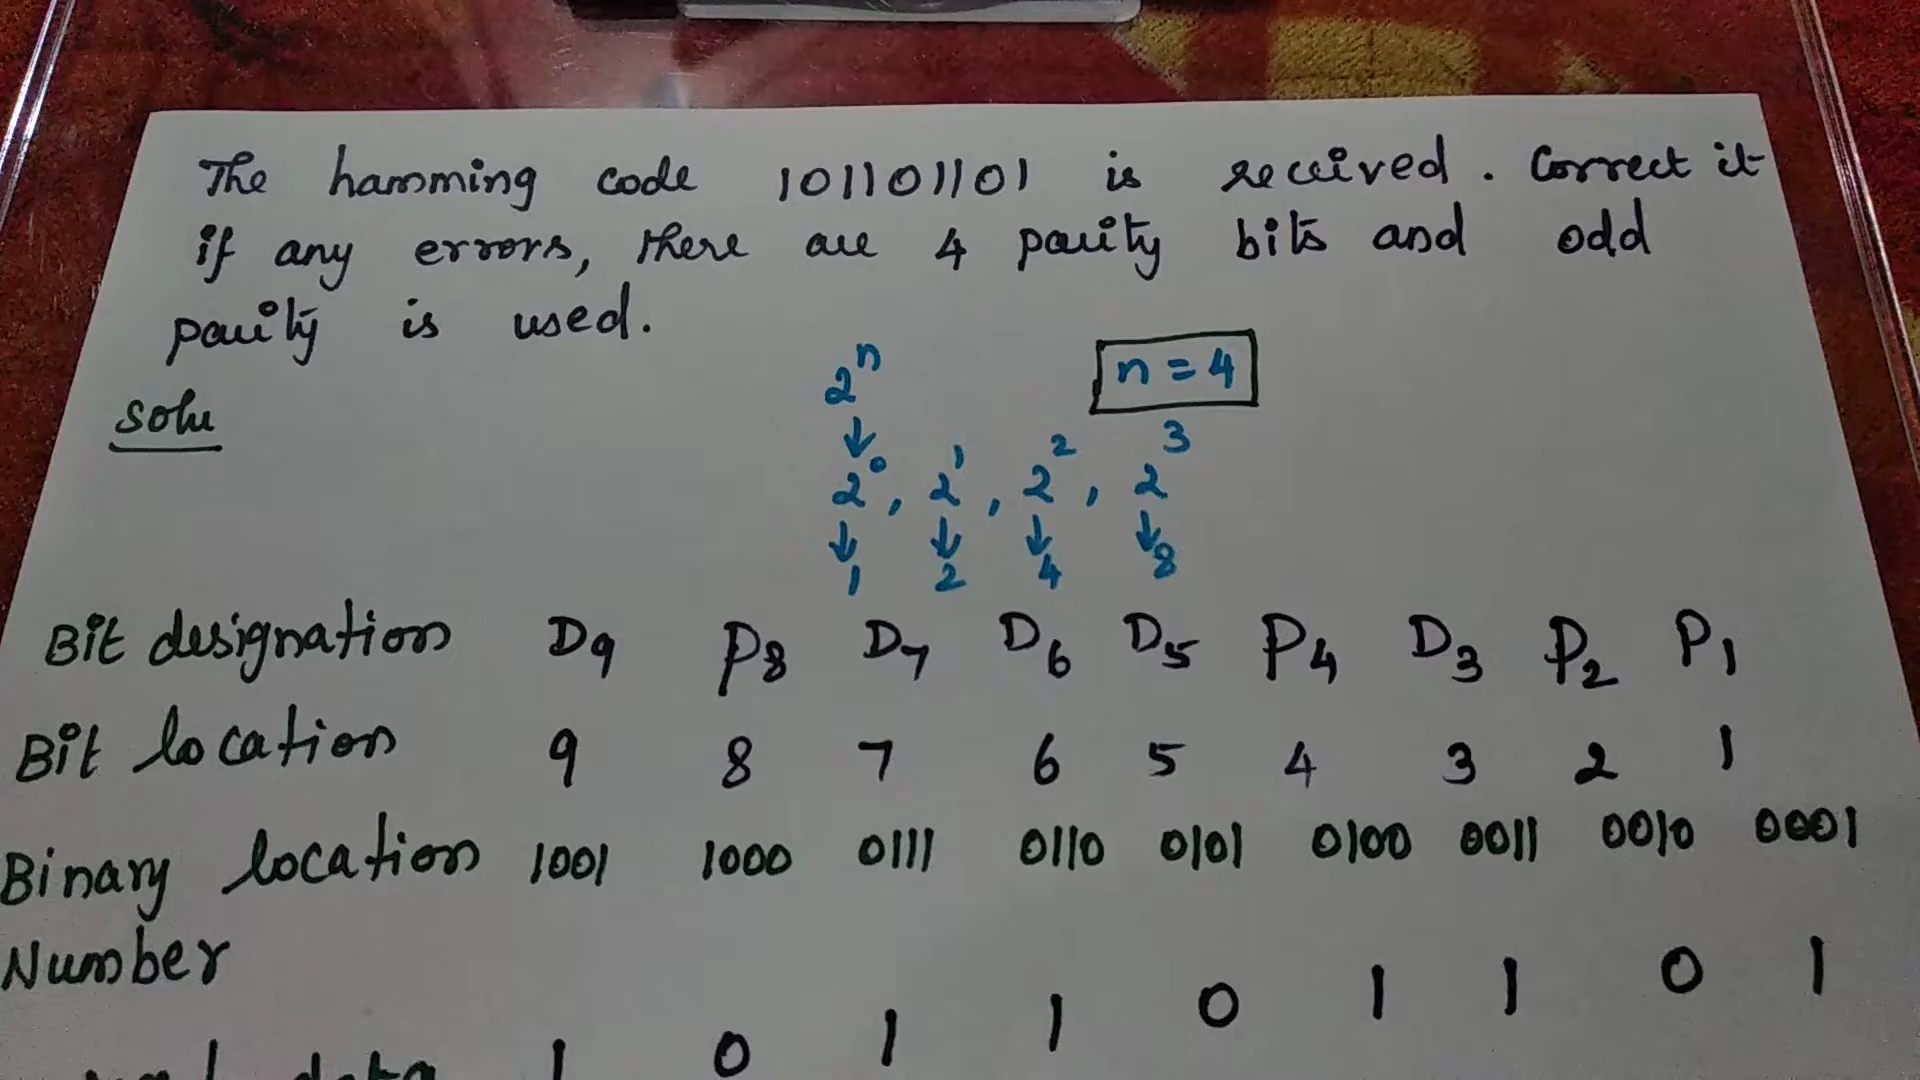 The hamming code 101101101 is received. Correct it
if any errors, there are 4 parity bits and odd
parity is used.
Solu
2^n
n = 4
2^0, 2^1, 2^2, 2^3
↓ ↓ ↓ ↓
1 2 4 8
Bit designation D9 P8 D7 D6 D5 P4 D3 P2 P1
Bit location 9 8 7 6 5 4 3 2 1
Binary location 1001 1000 0111 0110 0101 0100 0011 0010 0001
Number
data 1 0 1 1 0 1 1 0 1